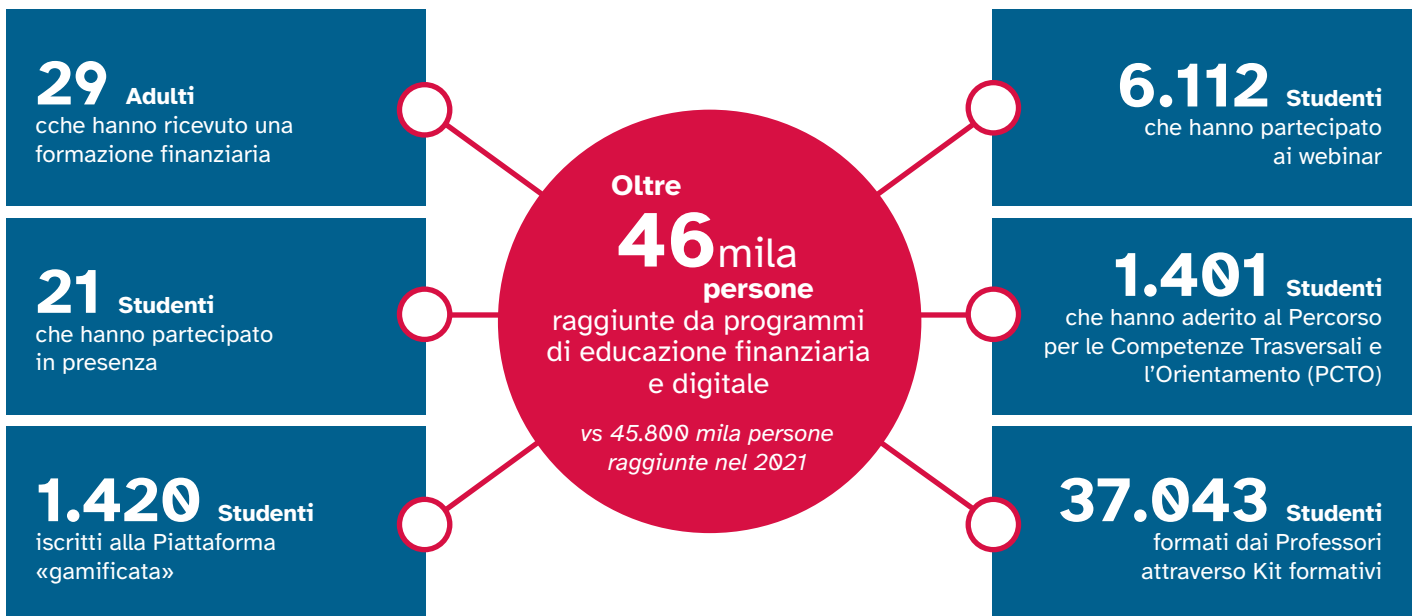 29 Adulti
cche hanno ricevuto una
formazione finanziaria
21 Studenti
che hanno partecipato
in presenza
1.420 Studenti
iscritti alla Piattaforma
«gamificata»
Oltre
46 mila
persone
raggiunte da programmi
di educazione finanziaria
e digitale
vs 45.800 mila persone
raggiunte nel 2021
6.112 Studenti
che hanno partecipato
ai webinar
1.401 Studenti
che hanno aderito al Percorso
per le Competenze Trasversali e
l’Orientamento (PCTO)
37.043 Studenti
formati dai Professori
attraverso Kit formativi